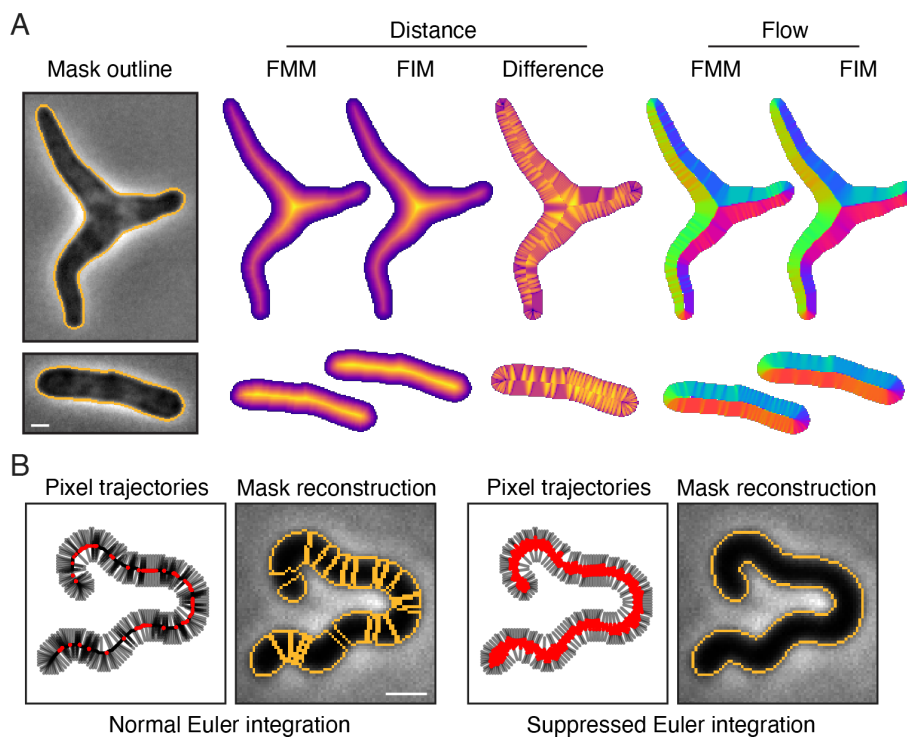 A
Distance
Flow
Mask outline
FMM
FIM
Difference
FMM
FIM
B
Pixel trajectories
Mask reconstruction
Pixel trajectories
Mask reconstruction
Normal Euler integration
Suppressed Euler integration